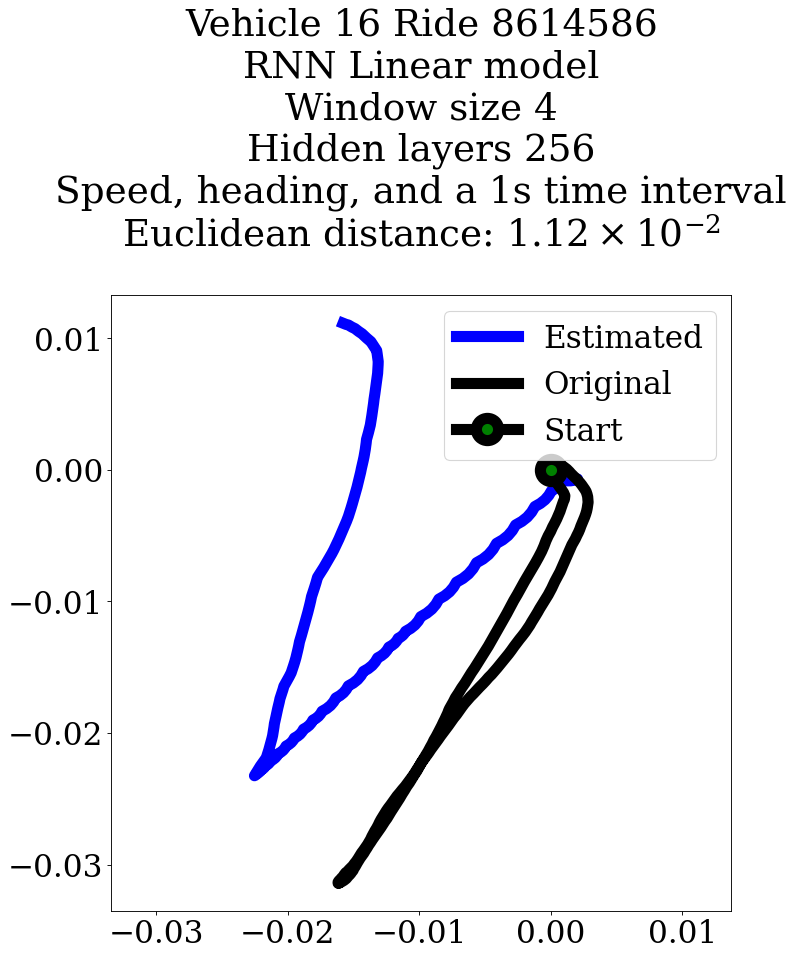 Vehicle 16 Ride 8614586
RNN Linear model
Window size 4
Hidden layers 256
Speed, heading, and a 1s time interval
Euclidean distance: 1.12 × 10⁻²
Estimated
Original
Start
0.01
0.00
−0.01
−0.02
−0.03
−0.03 −0.02 −0.01 0.00 0.01